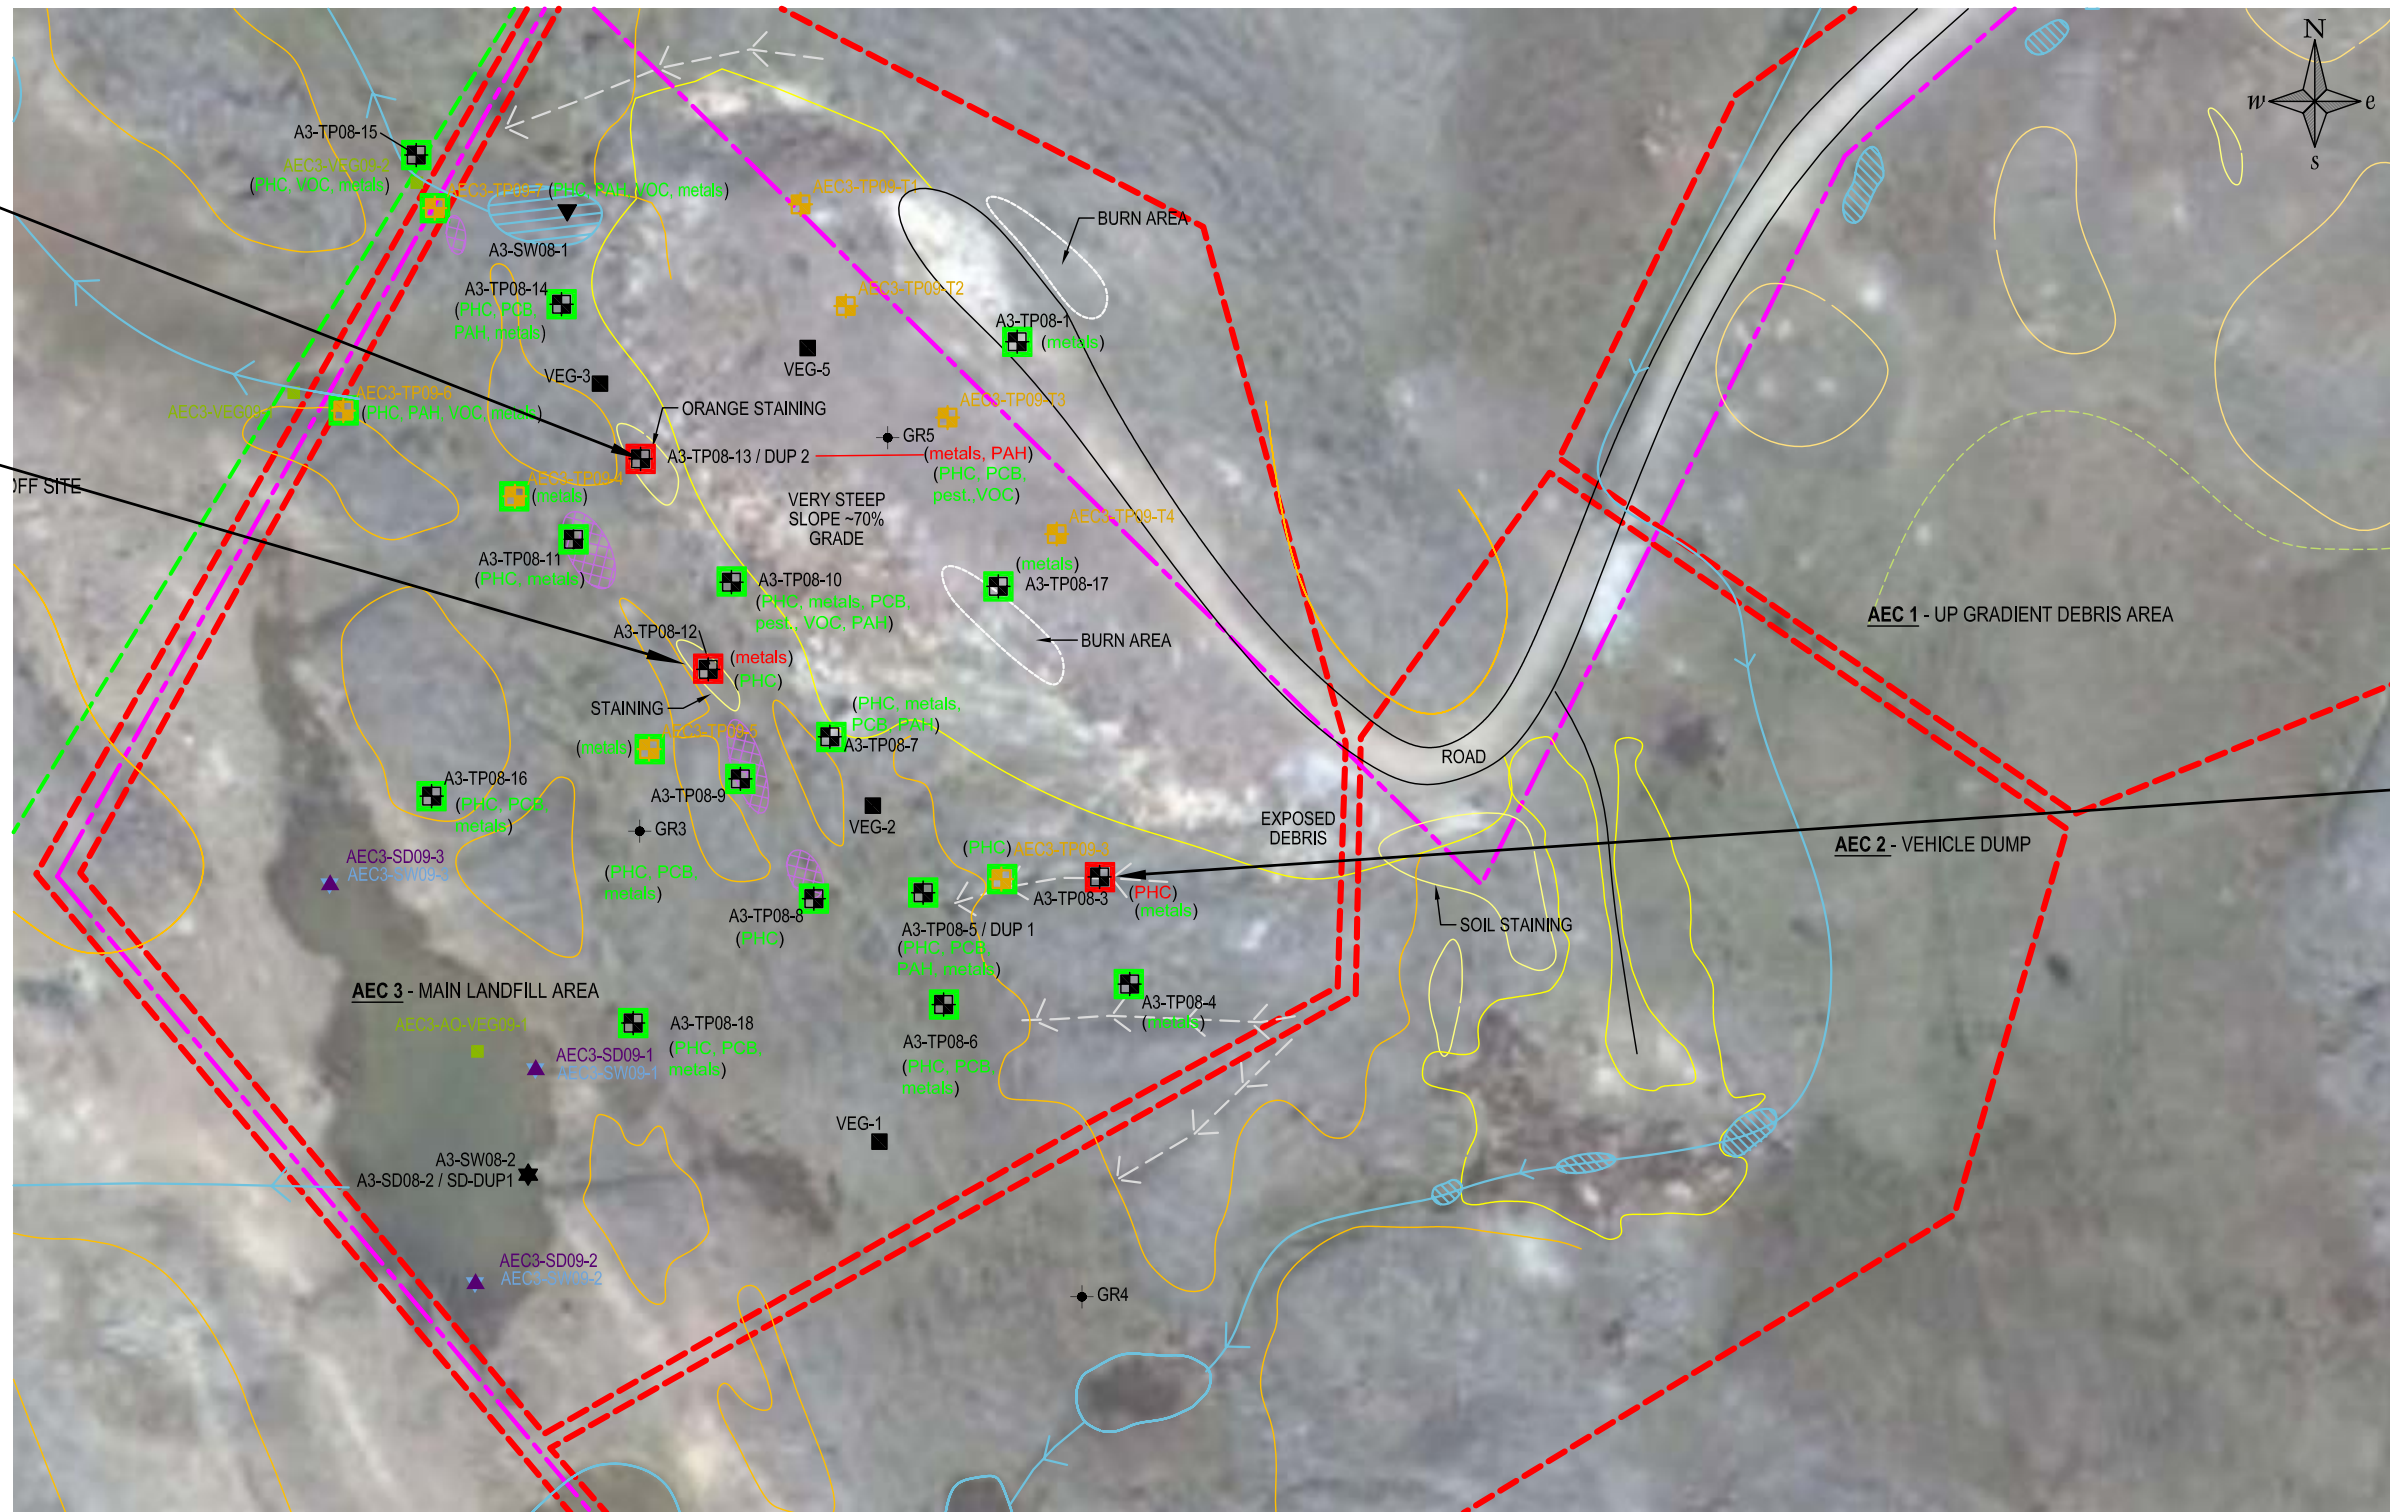 N
w
e
s
A3-TP08-15
AEC3-VEG09-2
(PHC, VOC, metals)
AEC3-TP09-7 (PHC, PAH, VOC, metals)
AEC3-TP09-T1
BURN AREA
A3-SW08-1
A3-TP08-14
(PHC, PCB,
PAH, metals)
AEC3-TP09-T2
A3-TP08-1
(metals)
VEG-5
VEG-3
AEC3-TP09-6
(PHC, PAH, VOC, metals)
ORANGE STAINING
AEC3-TP09-T3
GR5
A3-TP08-13 / DUP 2
(metals, PAH)
(PHC, PCB,
pest., VOC)
OFF SITE
AEC3-TP09-4
(metals)
VERY STEEP
SLOPE ~70%
GRADE
AEC3-TP09-T4
A3-TP08-11
(PHC, metals)
(metals)
A3-TP08-17
A3-TP08-10
(PHC, metals, PCB,
pest., VOC, PAH)
AEC 1 - UP GRADIENT DEBRIS AREA
A3-TP08-12
BURN AREA
(metals)
(PHC)
STAINING
(PHC, metals,
PCB, PAH)
A3-TP08-7
(metals)
ROAD
A3-TP08-16
(PHC, PCB,
metals)
A3-TP08-9
VEG-2
GR3
EXPOSED
DEBRIS
AEC 2 - VEHICLE DUMP
AEC3-SD09-3
AEC3-SW09-3
(PHC, PCB,
metals)
(PHC)
A3-TP08-3
(PHC)
(metals)
A3-TP08-8
(PHC)
A3-TP08-5 / DUP 1
(PHC, PCB,
PAH, metals)
SOIL STAINING
AEC 3 - MAIN LANDFILL AREA
A3-TP08-4
(metals)
AEC3-AQ-VEG09-1
A3-TP08-18
(PHC, PCB,
metals)
A3-TP08-6
(PHC, PCB,
metals)
AEC3-SD09-1
AEC3-SW09-1
VEG-1
A3-SW08-2
A3-SD08-2 / SD-DUP1
AEC3-SD09-2
AEC3-SW09-2
GR4